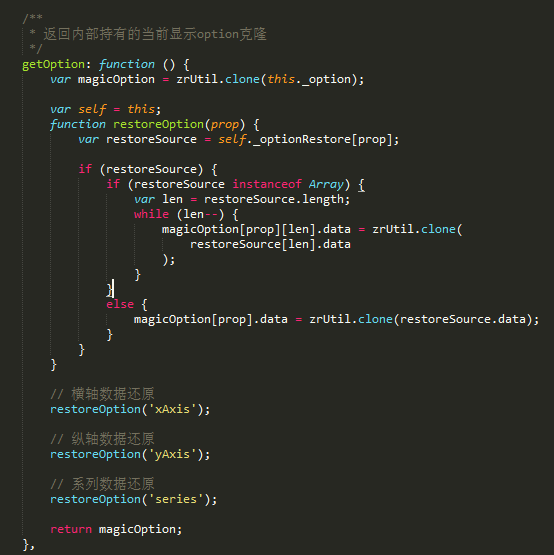 /**
 * 返回内部持有的当前显示option克隆
 */
getOption: function () {
    var magicOption = zrUtil.clone(this._option);

    var self = this;
    function restoreOption(prop) {
        var restoreSource = self._optionRestore[prop];

        if (restoreSource) {
            if (restoreSource instanceof Array) {
                var len = restoreSource.length;
                while (len--) {
                    magicOption[prop][len].data = zrUtil.clone(
                        restoreSource[len].data
                    );
                }
            }
            else {
                magicOption[prop].data = zrUtil.clone(restoreSource.data);
            }
        }
    }

    // 横轴数据还原
    restoreOption('xAxis');

    // 纵轴数据还原
    restoreOption('yAxis');

    // 系列数据还原
    restoreOption('series');

    return magicOption;
},